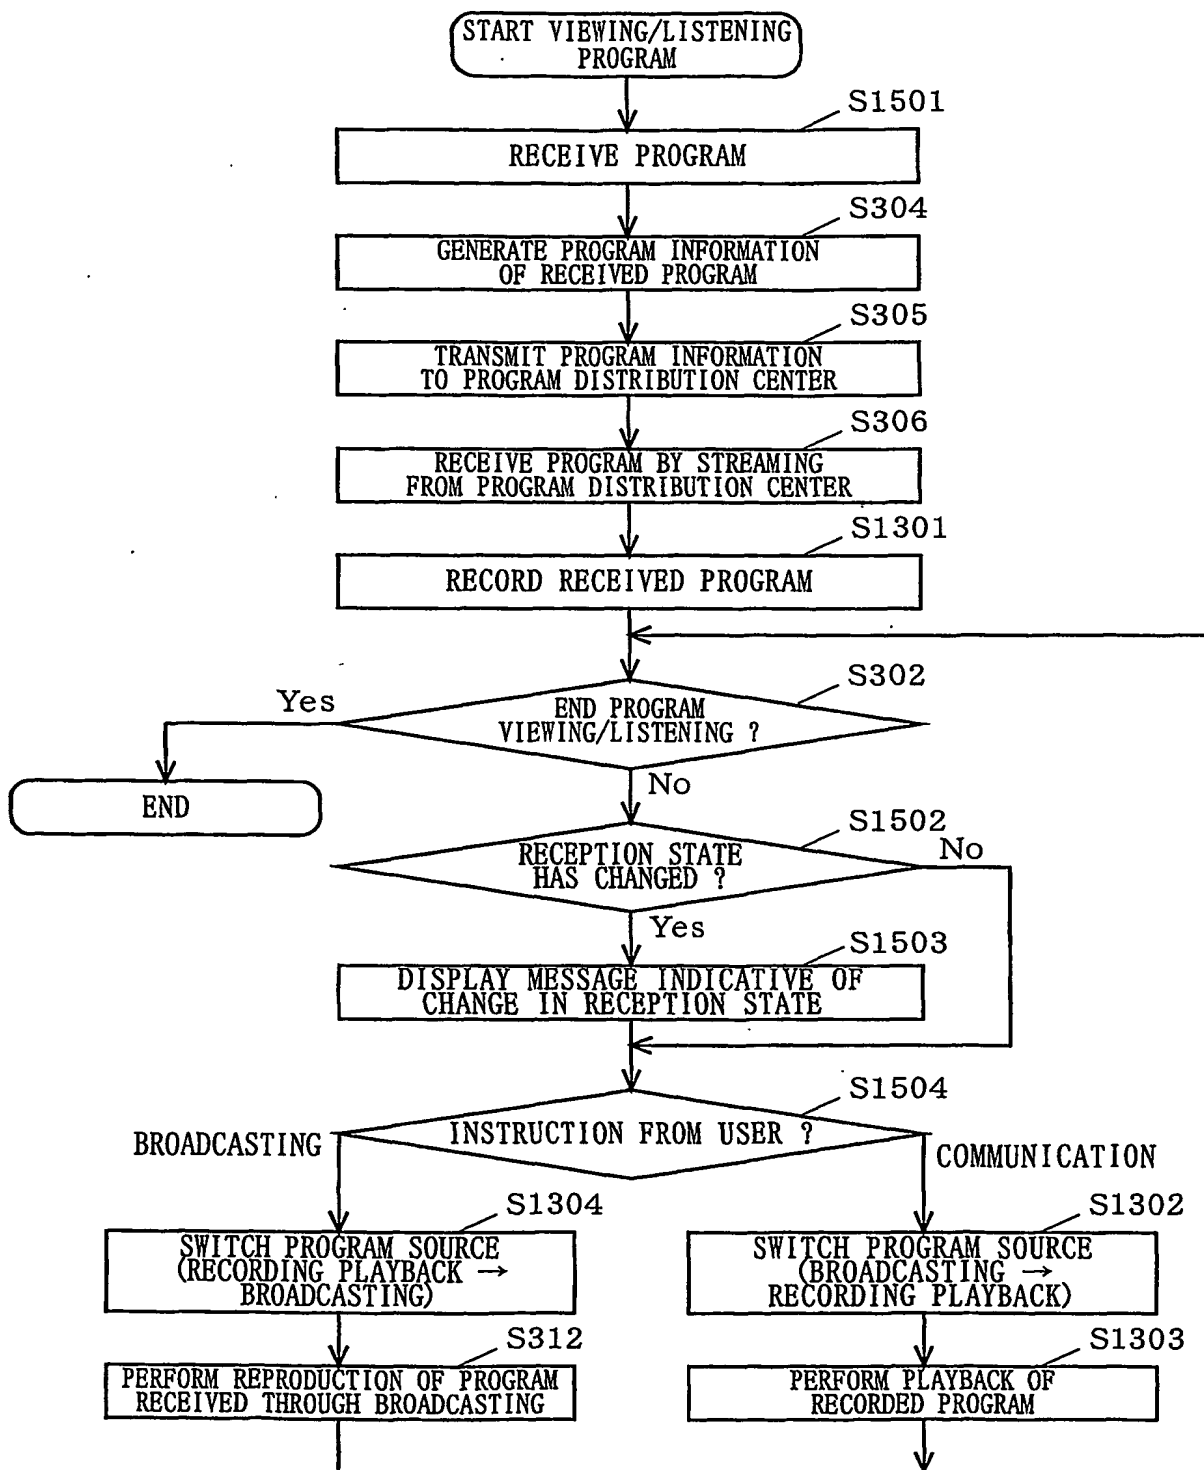 START VIEWING/LISTENING
PROGRAM
S1501
RECEIVE PROGRAM
S304
GENERATE PROGRAM INFORMATION
OF RECEIVED PROGRAM
S305
TRANSMIT PROGRAM INFORMATION
TO PROGRAM DISTRIBUTION CENTER
S306
RECEIVE PROGRAM BY STREAMING
FROM PROGRAM DISTRIBUTION CENTER
S1301
RECORD RECEIVED PROGRAM
S302
Yes
END PROGRAM
VIEWING/LISTENING ?
No
END
S1502
RECEPTION STATE
HAS CHANGED ?
No
Yes
S1503
DISPLAY MESSAGE INDICATIVE OF
CHANGE IN RECEPTION STATE
S1504
INSTRUCTION FROM USER ?
BROADCASTING
COMMUNICATION
S1304
SWITCH PROGRAM SOURCE
(RECORDING PLAYBACK →
BROADCASTING)
S1302
SWITCH PROGRAM SOURCE
(BROADCASTING →
RECORDING PLAYBACK)
S312
PERFORM REPRODUCTION OF PROGRAM
RECEIVED THROUGH BROADCASTING
S1303
PERFORM PLAYBACK OF
RECORDED PROGRAM